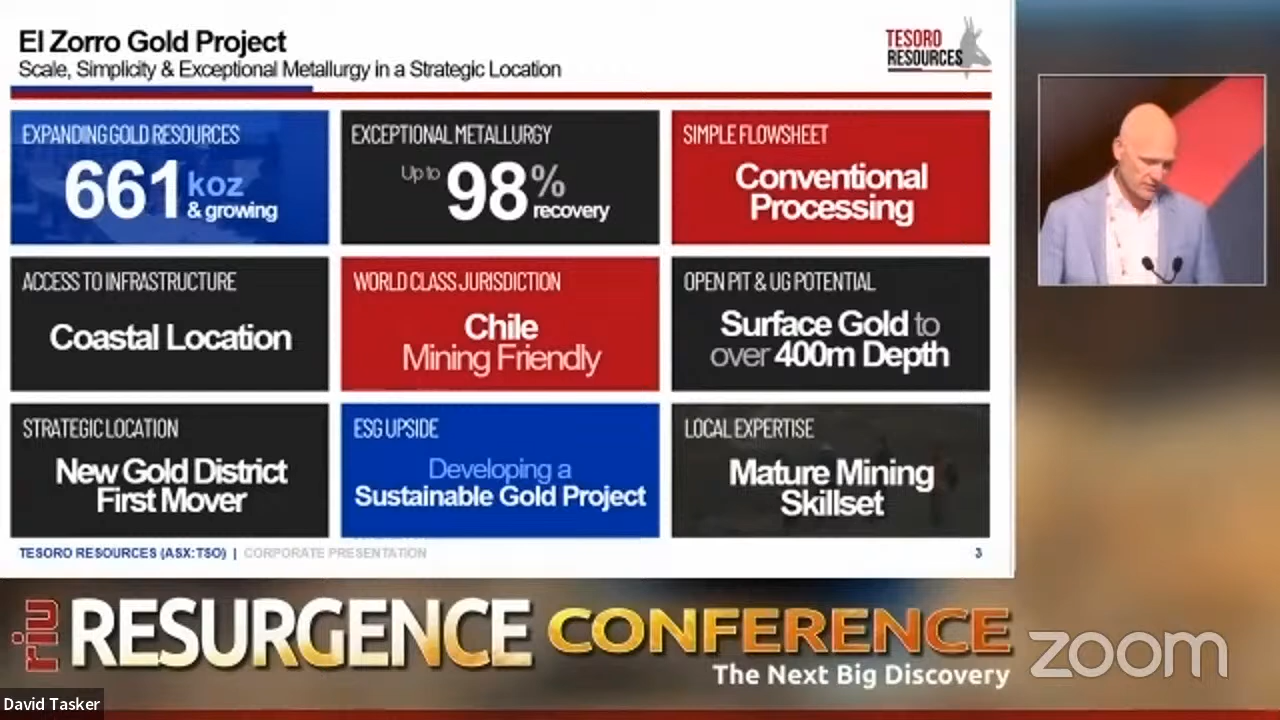 El Zorro Gold Project
Scale, Simplicity & Exceptional Metallurgy in a Strategic Location
TESORO
RESOURCES
EXPANDING GOLD RESOURCES
661 koz
& growing
EXCEPTIONAL METALLURGY
Up to 98%
recovery
SIMPLE FLOWSHEET
Conventional
Processing
ACCESS TO INFRASTRUCTURE
Coastal Location
WORLD CLASS JURISDICTION
Chile
Mining Friendly
OPEN PIT & UG POTENTIAL
Surface Gold to
over 400m Depth
STRATEGIC LOCATION
New Gold District
First Mover
ESG UPSIDE
Developing a
Sustainable Gold Project
LOCAL EXPERTISE
Mature Mining
Skillset
TESORO RESOURCES (ASX:TSO) | CORPORATE PRESENTATION
3
riu RESURGENCE CONFERENCE
The Next Big Discovery
zoom
David Tasker